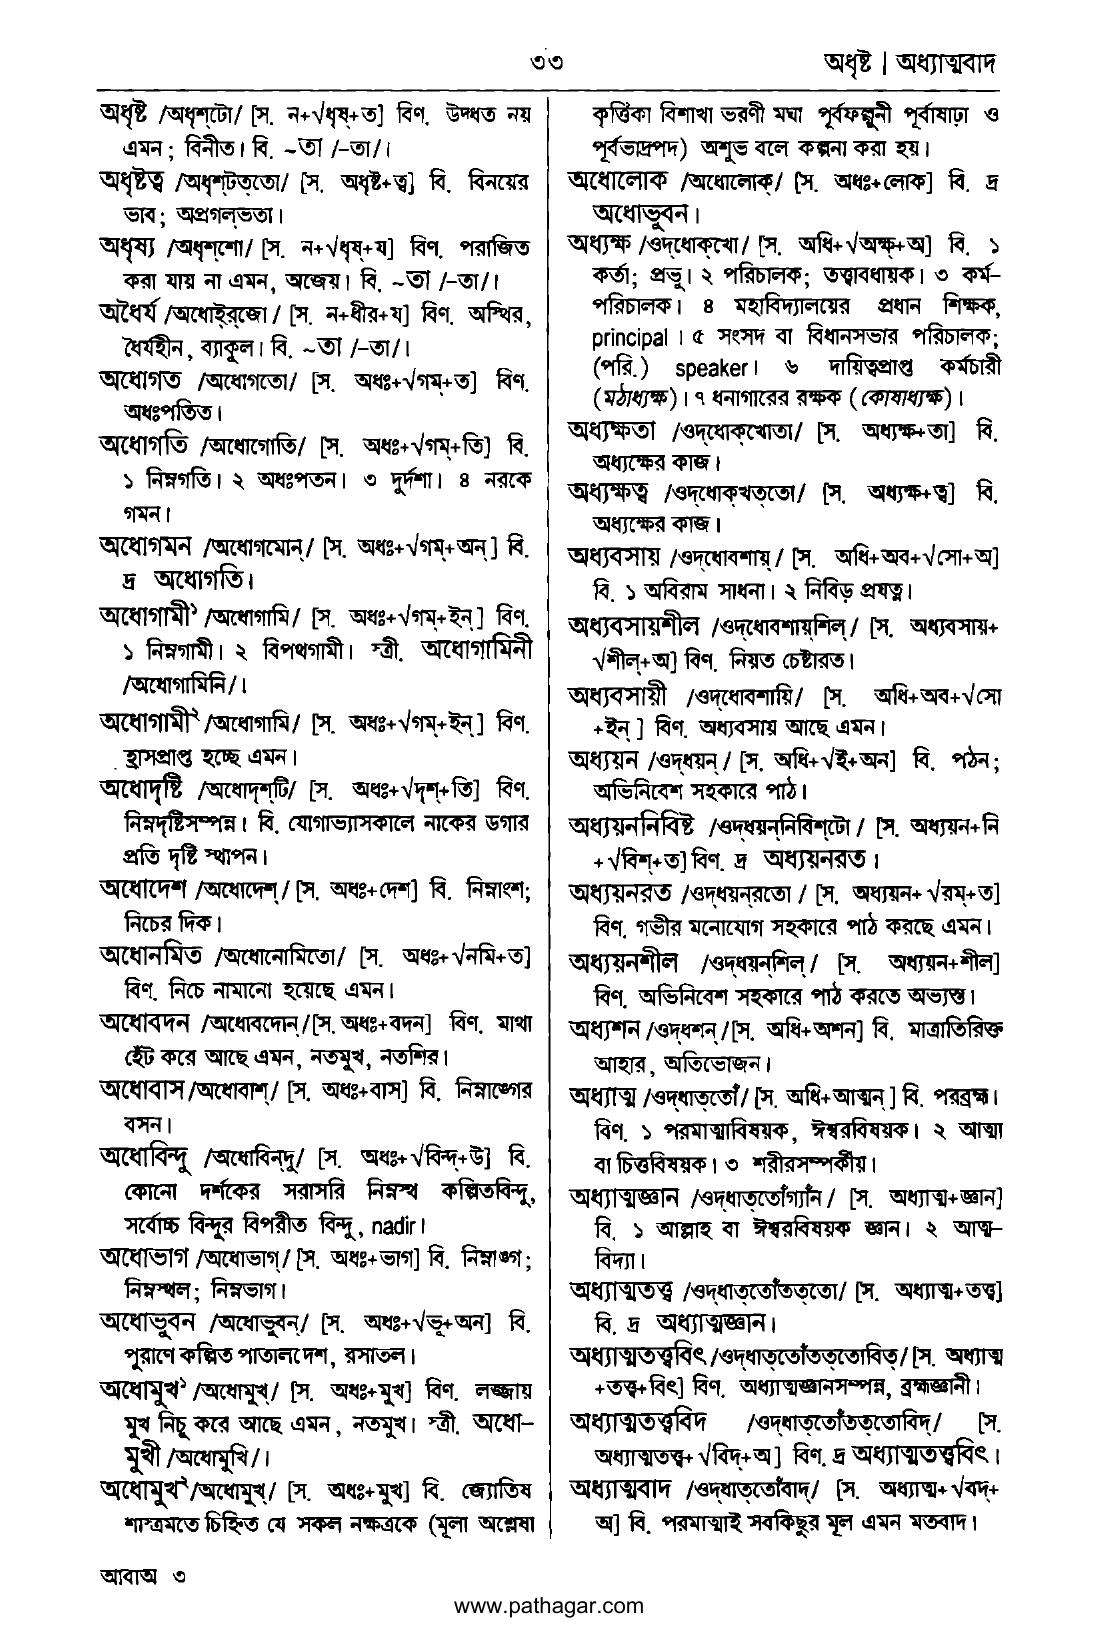 ৩৩
অধৃষ্ট | অধ্যাত্মবাদ
অধৃষ্ট /অধৃশ্‌টো/ [স. ন+√ধৃষ্+ত] বিণ. উদ্ধত নয়
এমন; বিনীত। বি. ~তা /–তা/।
অধৃষ্টত্ব /অধৃশ্‌টত্‌তো/ [স. অধৃষ্ট+ত্ব] বি. বিনয়ের
ভাব; অপ্রগল্‌ভতা।
অধৃষ্য /অধৃশ্‌শো/ [স. ন+√ধৃষ্+য] বিণ. পরাজিত
করা যায় না এমন, অজেয়। বি. ~তা /–তা/।
অধৈর্য /অধোই্‌র্‌জো/ [স. ন+ধীর+য] বিণ. অস্থির,
ধৈর্যহীন, ব্যাকুল। বি. ~তা /–তা/।
অধোগত /অধোগতো/ [স. অধঃ+√গম্+ত] বিণ.
অধঃপতিত।
অধোগতি /অধোগোতি/ [স. অধঃ+√গম্+তি] বি.
১ নিম্নগতি। ২ অধঃপতন। ৩ দুর্দশা। ৪ নরকে
গমন।
অধোগমন /অধোগমোন্/ [স. অধঃ+√গম্+অন্] বি.
দ্র অধোগতি।
অধোগামী১ /অধোগামি/ [স. অধঃ+√গম্+ইন্] বিণ.
১ নিম্নগামী। ২ বিপথগামী। স্ত্রী. অধোগামিনী
/অধোগামিনি/।
অধোগামী২ /অধোগামি/ [স. অধঃ+√গম্+ইন্] বিণ.
হ্রাসপ্রাপ্ত হচ্ছে এমন।
অধোদৃষ্টি /অধোদৃশ্‌টি/ [স. অধঃ+√দৃশ্+তি] বিণ.
নিম্নদৃষ্টিসম্পন্ন। বি. যোগাভ্যাসকালে নাকের ডগার
প্রতি দৃষ্টি স্থাপন।
অধোদেশ /অধোদেশ্/ [স. অধঃ+দেশ] বি. নিম্নাংশ;
নিচের দিক।
অধোনমিত /অধোনোমিতো/ [স. অধঃ+√নমি+ত]
বিণ. নিচে নামানো হয়েছে এমন।
অধোবদন /অধোবদোন্/ [স. অধঃ+বদন] বিণ. মাথা
হেঁট করে আছে এমন, নতমুখ, নতশির।
অধোবাস /অধোবাশ্/ [স. অধঃ+বাস] বি. নিম্নাঙ্গের
বসন।
অধোবিন্দু /অধোবিন্‌দু/ [স. অধঃ+√বিন্দ্+উ] বি.
কোনো দর্শকের সরাসরি নিম্নস্থ কল্পিতবিন্দু,
সর্বোচ্চ বিন্দুর বিপরীত বিন্দু, nadir।
অধোভাগ /অধোভাগ্/ [স. অধঃ+ভাগ] বি. নিম্নাঙ্গ;
নিম্নস্থল; নিম্নভাগ।
অধোভুবন /অধোভুবন্/ [স. অধঃ+√ভূ+অন] বি.
পুরাণে কল্পিত পাতালদেশ, রসাতল।
অধোমুখ১ /অধোমুখ্/ [স. অধঃ+মুখ] বিণ. লজ্জায়
মুখ নিচু করে আছে এমন, নতমুখ। স্ত্রী. অধো–
মুখী /অধোমুখি/।
অধোমুখ২ /অধোমুখ্/ [স. অধঃ+মুখ] বি. জ্যোতিষ
শাস্ত্রমতে চিহ্নিত যে সকল নক্ষত্রকে (মূলা অশ্লেষা
কৃত্তিকা বিশাখা ভরণী মঘা পূর্বফল্গুনী পূর্বাষাঢ়া ও
পূর্বভাদ্রপদ) অশুভ বলে কল্পনা করা হয়।
অধোলোক /অধোলোক্/ [স. অধঃ+লোক] বি. দ্র
অধোভুবন।
অধ্যক্ষ /ওদ্‌ধোক্‌খো/ [স. অধি+√অক্ষ্+অ] বি. ১
কর্তা; প্রভু। ২ পরিচালক; তত্ত্বাবধায়ক। ৩ কর্ম–
পরিচালক। ৪ মহাবিদ্যালয়ের প্রধান শিক্ষক,
principal। ৫ সংসদ বা বিধানসভার পরিচালক;
(পরি.) speaker। ৬ দায়িত্বপ্রাপ্ত কর্মচারী
(মঠাধ্যক্ষ)। ৭ ধনাগারের রক্ষক (কোষাধ্যক্ষ)।
অধ্যক্ষতা /ওদ্‌ধোক্‌খোতা/ [স. অধ্যক্ষ+তা] বি.
অধ্যক্ষের কাজ।
অধ্যক্ষত্ব /ওদ্‌ধোক্‌খত্‌তো/ [স. অধ্যক্ষ+ত্ব] বি.
অধ্যক্ষের কাজ।
অধ্যবসায় /ওদ্‌ধোবশায়্/ [স. অধি+অব+√সো+অ]
বি. ১ অবিরাম সাধনা। ২ নিবিড় প্রযত্ন।
অধ্যবসায়শীল /ওদ্‌ধোবশায়্‌শিল্/ [স. অধ্যবসায়+
√শীল্+অ] বিণ. নিয়ত চেষ্টারত।
অধ্যবসায়ী /ওদ্‌ধোবশায়ি/ [স. অধি+অব+√সো
+ইন্] বিণ. অধ্যবসায় আছে এমন।
অধ্যয়ন /ওদ্‌ধয়ন্/ [স. অধি+√ই+অন] বি. পঠন;
অভিনিবেশ সহকারে পাঠ।
অধ্যয়ননিবিষ্ট /ওদ্‌ধয়ন্‌নিবিশ্‌টো/ [স. অধ্যয়ন+নি
+√বিশ্+ত] বিণ. দ্র অধ্যয়নরত।
অধ্যয়নরত /ওদ্‌ধয়ন্‌রতো/ [স. অধ্যয়ন+√রম্+ত]
বিণ. গভীর মনোযোগ সহকারে পাঠ করছে এমন।
অধ্যয়নশীল /ওদ্‌ধয়ন্‌শিল্/ [স. অধ্যয়ন+শীল]
বিণ. অভিনিবেশ সহকারে পাঠ করতে অভ্যস্ত।
অধ্যশন /ওদ্‌ধশন্/ [স. অধি+অশন] বি. মাত্রাতিরিক্ত
আহার, অতিভোজন।
অধ্যাত্ম /ওদ্‌ধাত্‌তোঁ/ [স. অধি+আত্মন্] বি. পরব্রহ্ম।
বিণ. ১ পরমাত্মাবিষয়ক, ঈশ্বরবিষয়ক। ২ আত্মা
বা চিত্তবিষয়ক। ৩ শরীরসম্পর্কীয়।
অধ্যাত্মজ্ঞান /ওদ্‌ধাত্‌তোঁগ্যাঁন/ [স. অধ্যাত্ম+জ্ঞান]
বি. ১ আল্লাহ বা ঈশ্বরবিষয়ক জ্ঞান। ২ আত্ম–
বিদ্যা।
অধ্যাত্মতত্ত্ব /ওদ্‌ধাত্‌তোঁতত্‌তো/ [স. অধ্যাত্ম+তত্ত্ব]
বি. দ্র অধ্যাত্মজ্ঞান।
অধ্যাত্মতত্ত্ববিৎ /ওদ্‌ধাত্‌তোঁতত্‌তোবিত্/ [স. অধ্যাত্ম
+তত্ত্ব+বিৎ] বিণ. অধ্যাত্মজ্ঞানসম্পন্ন, ব্রহ্মজ্ঞানী।
অধ্যাত্মতত্ত্ববিদ /ওদ্‌ধাত্‌তোঁতত্‌তোবিদ্/ [স.
অধ্যাত্মতত্ত্ব+√বিদ্+অ] বিণ. দ্র অধ্যাত্মতত্ত্ববিৎ।
অধ্যাত্মবাদ /ওদ্‌ধাত্‌তোঁবাদ্/ [স. অধ্যাত্ম+√বদ্+
অ] বি. পরমাত্মাই সবকিছুর মূল এমন মতবাদ।
আবাঅ ৩
www.pathagar.com